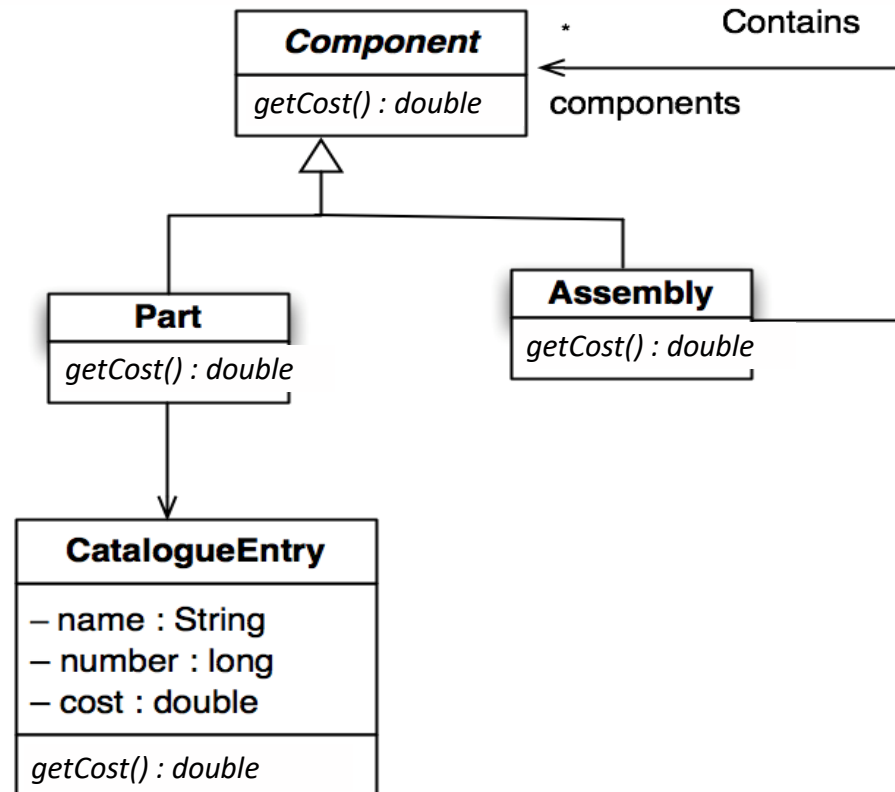 Component
getCost() : double
*
Contains
components
Part
getCost() : double
Assembly
getCost() : double
CatalogueEntry
– name : String
– number : long
– cost : double
getCost() : double